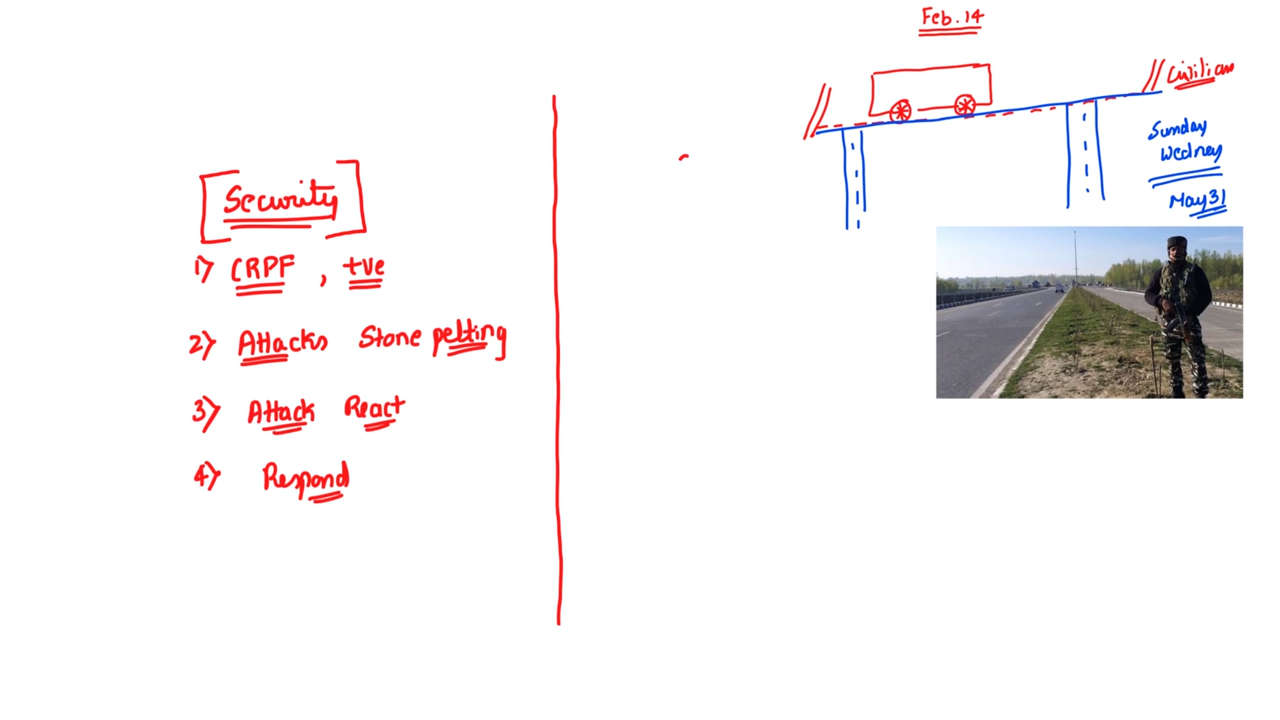 Feb. 14
Civilian
Sunday
Wedney
May 31
Security
1) CRPF , +ve
2) Attacks Stone pelting
3) Attack React
4) Respond